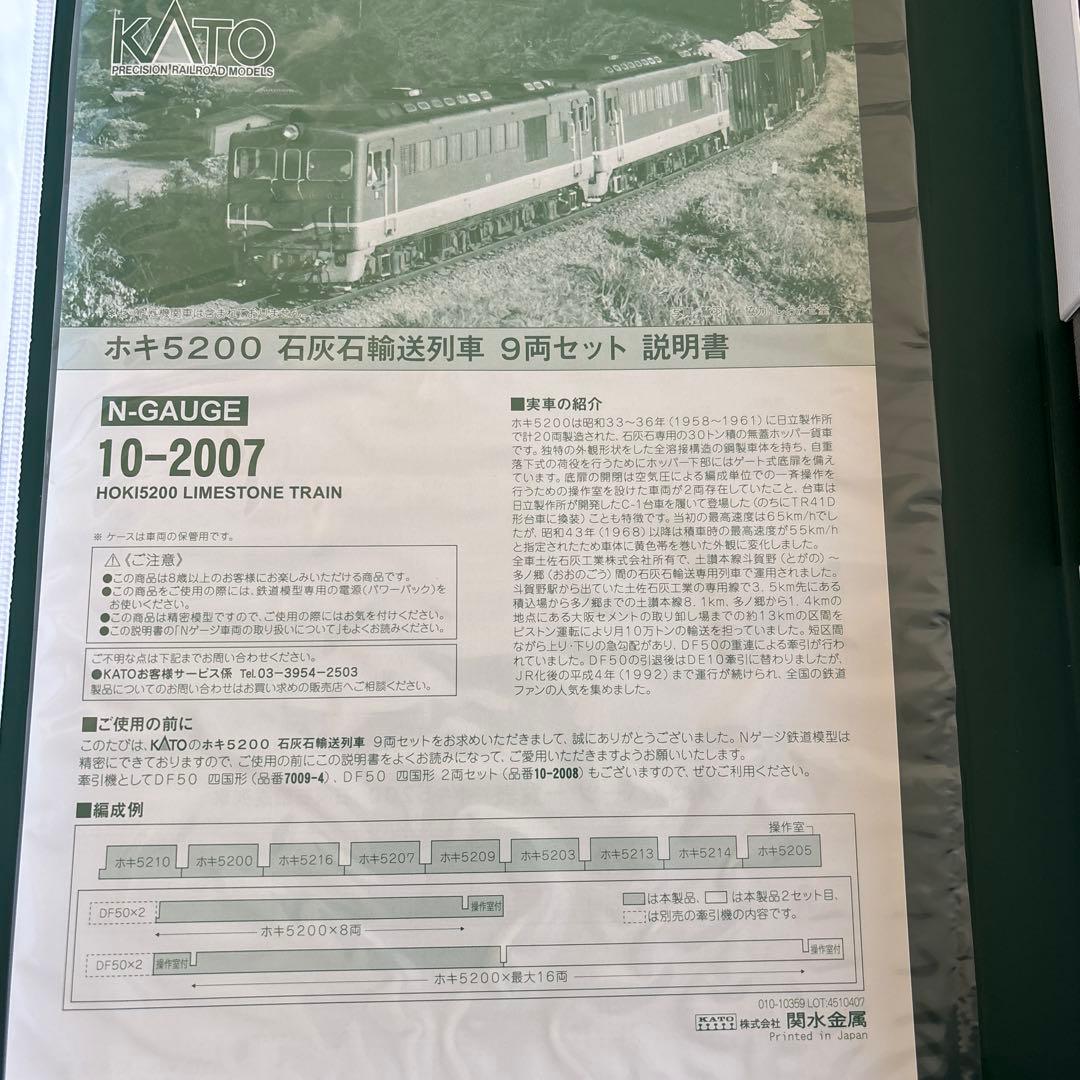 KATO
PRECISION RAILROAD MODELS
ホキ5200 石灰石輸送列車 9両セット 説明書
N-GAUGE
10-2007
HOKI5200 LIMESTONE TRAIN
※ ケースは車両の保管用です。
⚠《ご注意》
●この商品は8歳以上のお客様にお楽しみいただける商品です。
●この商品をご使用の際には、鉄道模型専用の電源(パワーパック)を
お使いください。
●この商品は精密模型ですので、ご使用の際にはお気を付けください。
●この説明書の「Nゲージ車両の取り扱いについて」もよくお読みください。
ご不明な点は下記までお問い合わせください。
●KATOお客様サービス係 Tel.03-3954-2503
製品についてのお問い合わせはお買い求めの販売店へご相談ください。
■実車の紹介
ホキ5200は昭和33〜36年(1958〜1961)に日立製作所
で計20両製造された、石灰石専用の30トン積の無蓋ホッパー貨車
です。独特の外観形状をした全溶接構造の鋼製車体を持ち、自重
落下式の荷役を行うためにホッパー下部にはゲート式底扉を備え
ています。底扉の開閉は空気圧による編成単位での一斉操作を
行うための操作室を設けた車両が2両存在していたこと、台車は
日立製作所が開発したC-1台車を履いて登場した(のちにTR41D
形台車に換装)ことも特徴です。当初の最高速度は65km/hでし
たが、昭和43年(1968)以降は積車時の最高速度が55km/h
と指定されたため車体に黄色帯を巻いた外観に変化しました。
全車土佐石灰工業株式会社所有で、土讃本線斗賀野(とがの)〜
多ノ郷(おおのごう)間の石灰石輸送専用列車で運用されました。
斗賀野駅から出ていた土佐石灰工業の専用線で3.5km先にある
積込場から多ノ郷までの土讃本線8.1km、多ノ郷から1.4kmの
地点にある大阪セメントの取り卸し場までの約13kmの区間を
ピストン運転により月10万トンの輸送を担っていました。短区間
ながら上り・下りの急勾配があり、DF50の重連による牽引が行わ
れていました。DF50の引退後はDE10牽引に替わりましたが、
JR化後の平成4年(1992)まで運行が続けられ、全国の鉄道
ファンの人気を集めました。
■ご使用の前に
このたびは、KATOのホキ5200 石灰石輸送列車 9両セットをお求めいただきまして、誠にありがとうございました。Nゲージ鉄道模型は
精密にできておりますので、ご使用の前にこの説明書をよくお読みになって、ご愛用いただきますようお願いいたします。
牽引機としてDF50 四国形(品番7009-4)、DF50 四国形 2両セット(品番10-2008)もございますので、ぜひご利用ください。
■編成例
操作室
ホキ5210 ホキ5200 ホキ5216 ホキ5207 ホキ5209 ホキ5203 ホキ5213 ホキ5214 ホキ5205
は本製品、 は本製品2セット目、
は別売の牽引機の内容です。
DF50×2 操作室付
ホキ5200×8両
DF50×2 操作室付 操作室付
ホキ5200×最大16両
010-10359 LOT:4510407
KATO 株式会社 関水金属
Printed in Japan